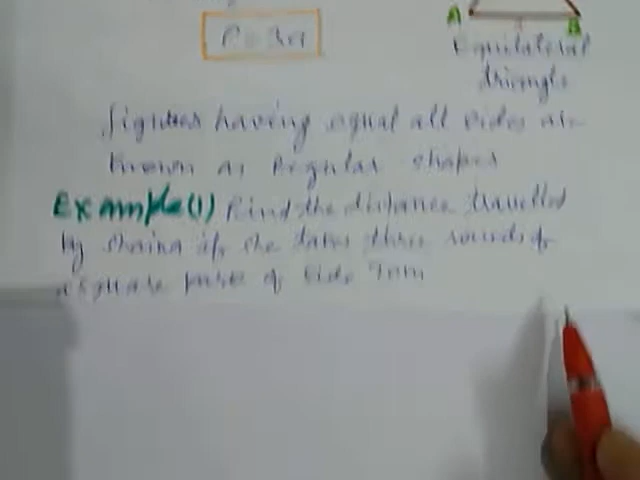 P = 3a
A B
Equilateral
triangle
figures having equal all sides are
known as Regular shapes
Example(1) Find the distance travelled
by Shaina if she takes three rounds of
a square park of side 70m